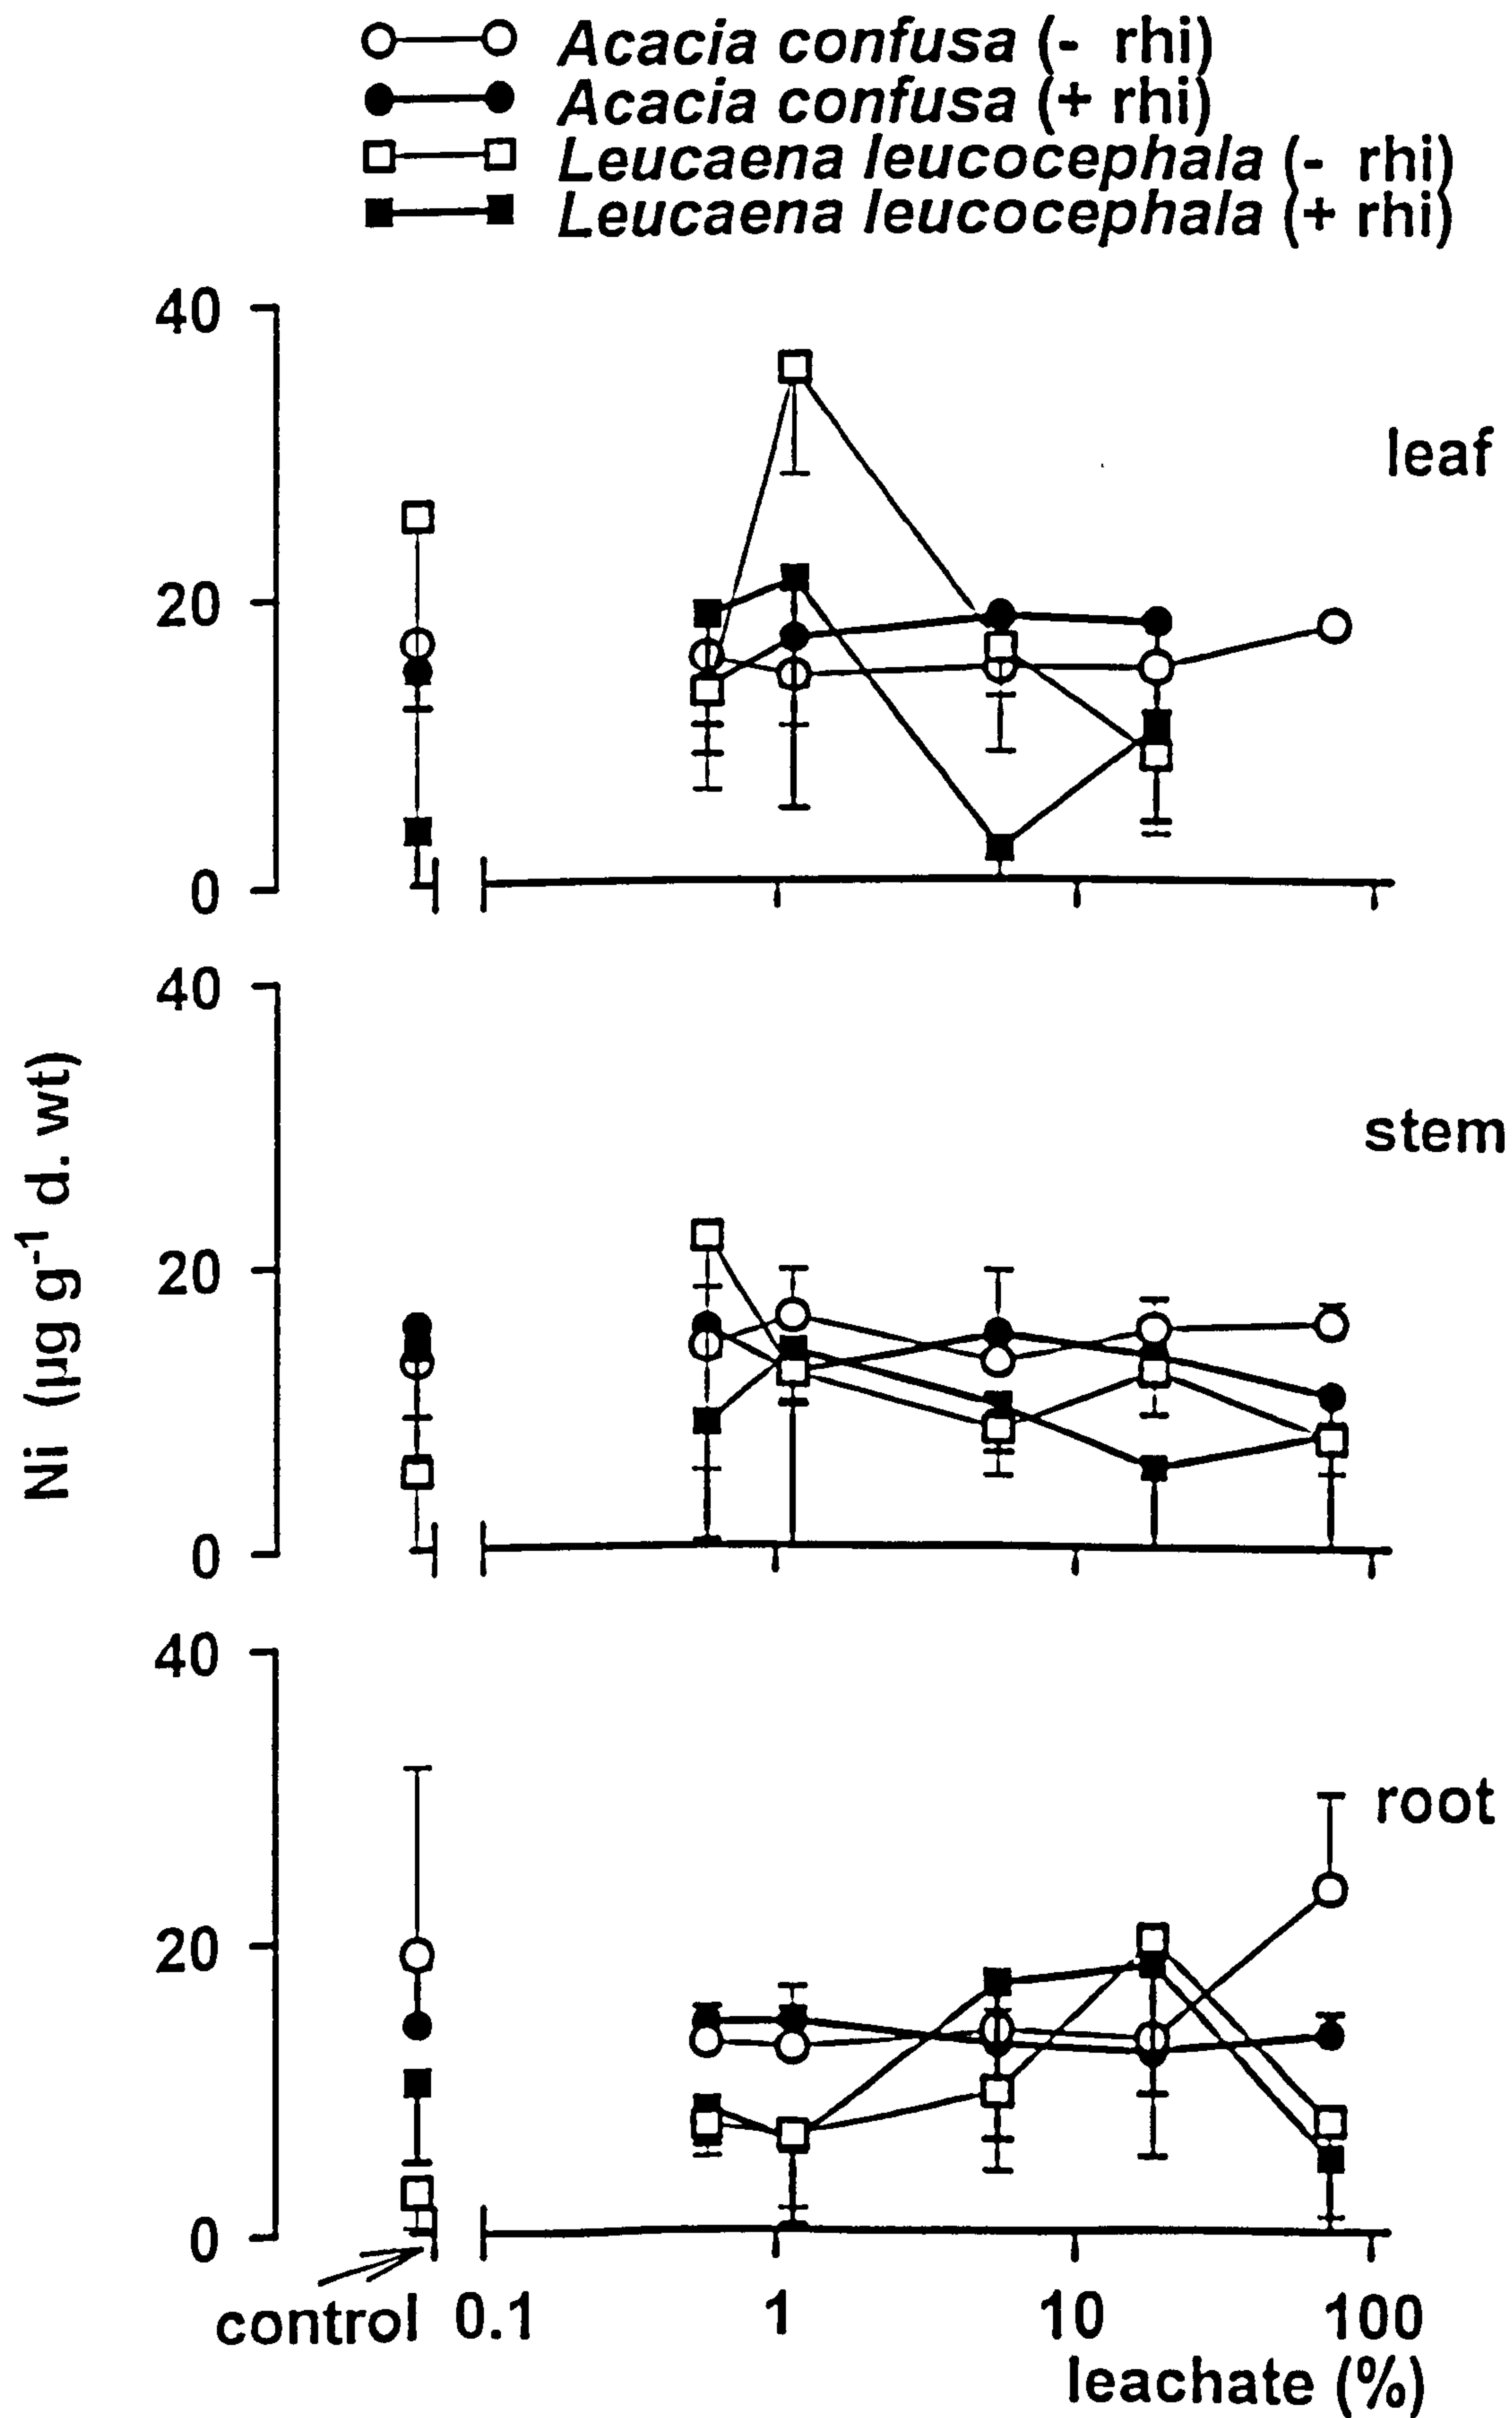 Acacia confusa (- rhi)
Acacia confusa (+ rhi)
Leucaena leucocephala (- rhi)
Leucaena leucocephala (+ rhi)
40
leaf
20
0
40
stem
Ni (µg g⁻¹ d. wt)
20
0
40
root
20
0
control 0.1 1 10 100
leachate (%)